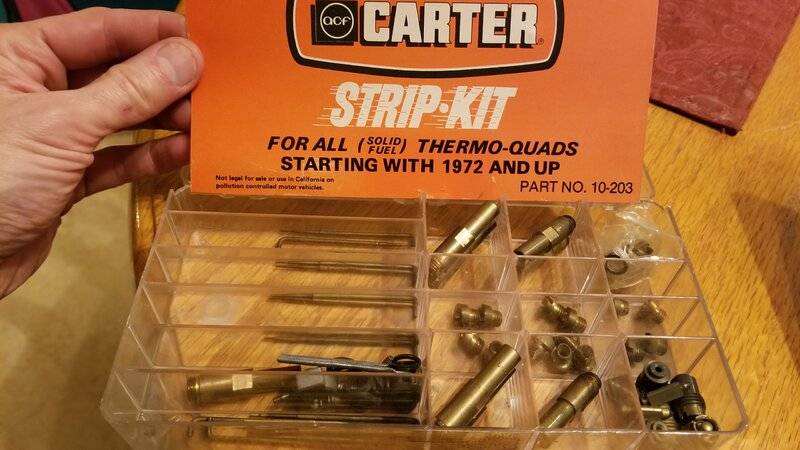 acf CARTER
STRIP-KIT
FOR ALL (SOLID FUEL) THERMO-QUADS
STARTING WITH 1972 AND UP
Not legal for sale or use in California on
pollution controlled motor vehicles.
PART NO. 10-203